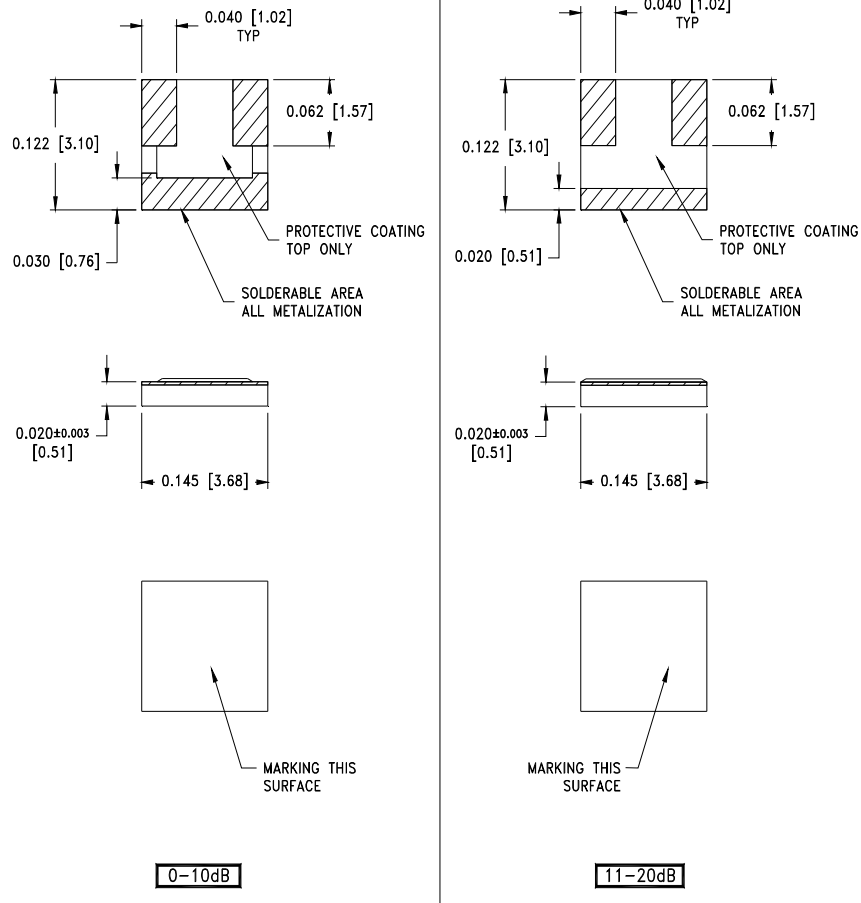 0.040 [1.02]
TYP
0.062 [1.57]
0.122 [3.10]
0.030 [0.76]
PROTECTIVE COATING
TOP ONLY
SOLDERABLE AREA
ALL METALIZATION
0.020±0.003
[0.51]
0.145 [3.68]
MARKING THIS
SURFACE
0-10dB
0.040 [1.02]
TYP
0.062 [1.57]
0.122 [3.10]
0.020 [0.51]
PROTECTIVE COATING
TOP ONLY
SOLDERABLE AREA
ALL METALIZATION
0.020±0.003
[0.51]
0.145 [3.68]
MARKING THIS
SURFACE
11-20dB